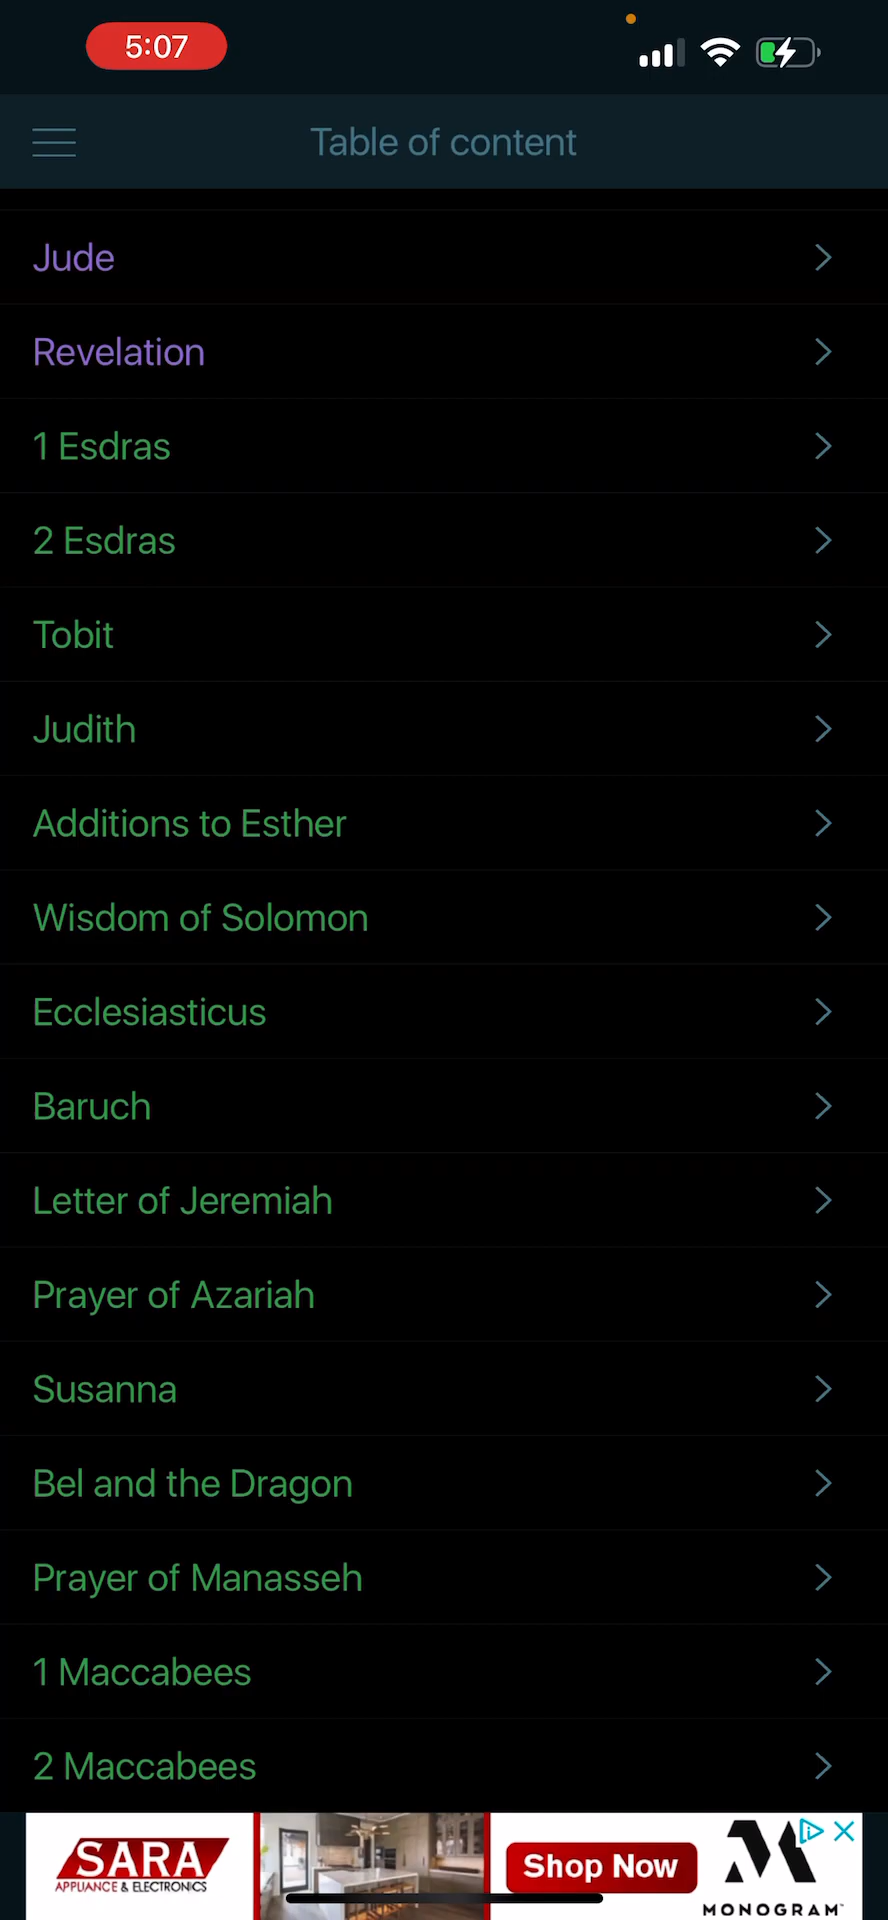 5:07
Table of content
Jude
Revelation
1 Esdras
2 Esdras
Tobit
Judith
Additions to Esther
Wisdom of Solomon
Ecclesiasticus
Baruch
Letter of Jeremiah
Prayer of Azariah
Susanna
Bel and the Dragon
Prayer of Manasseh
1 Maccabees
2 Maccabees
SARA
APPLIANCE & ELECTRONICS
Shop Now
MONOGRAM